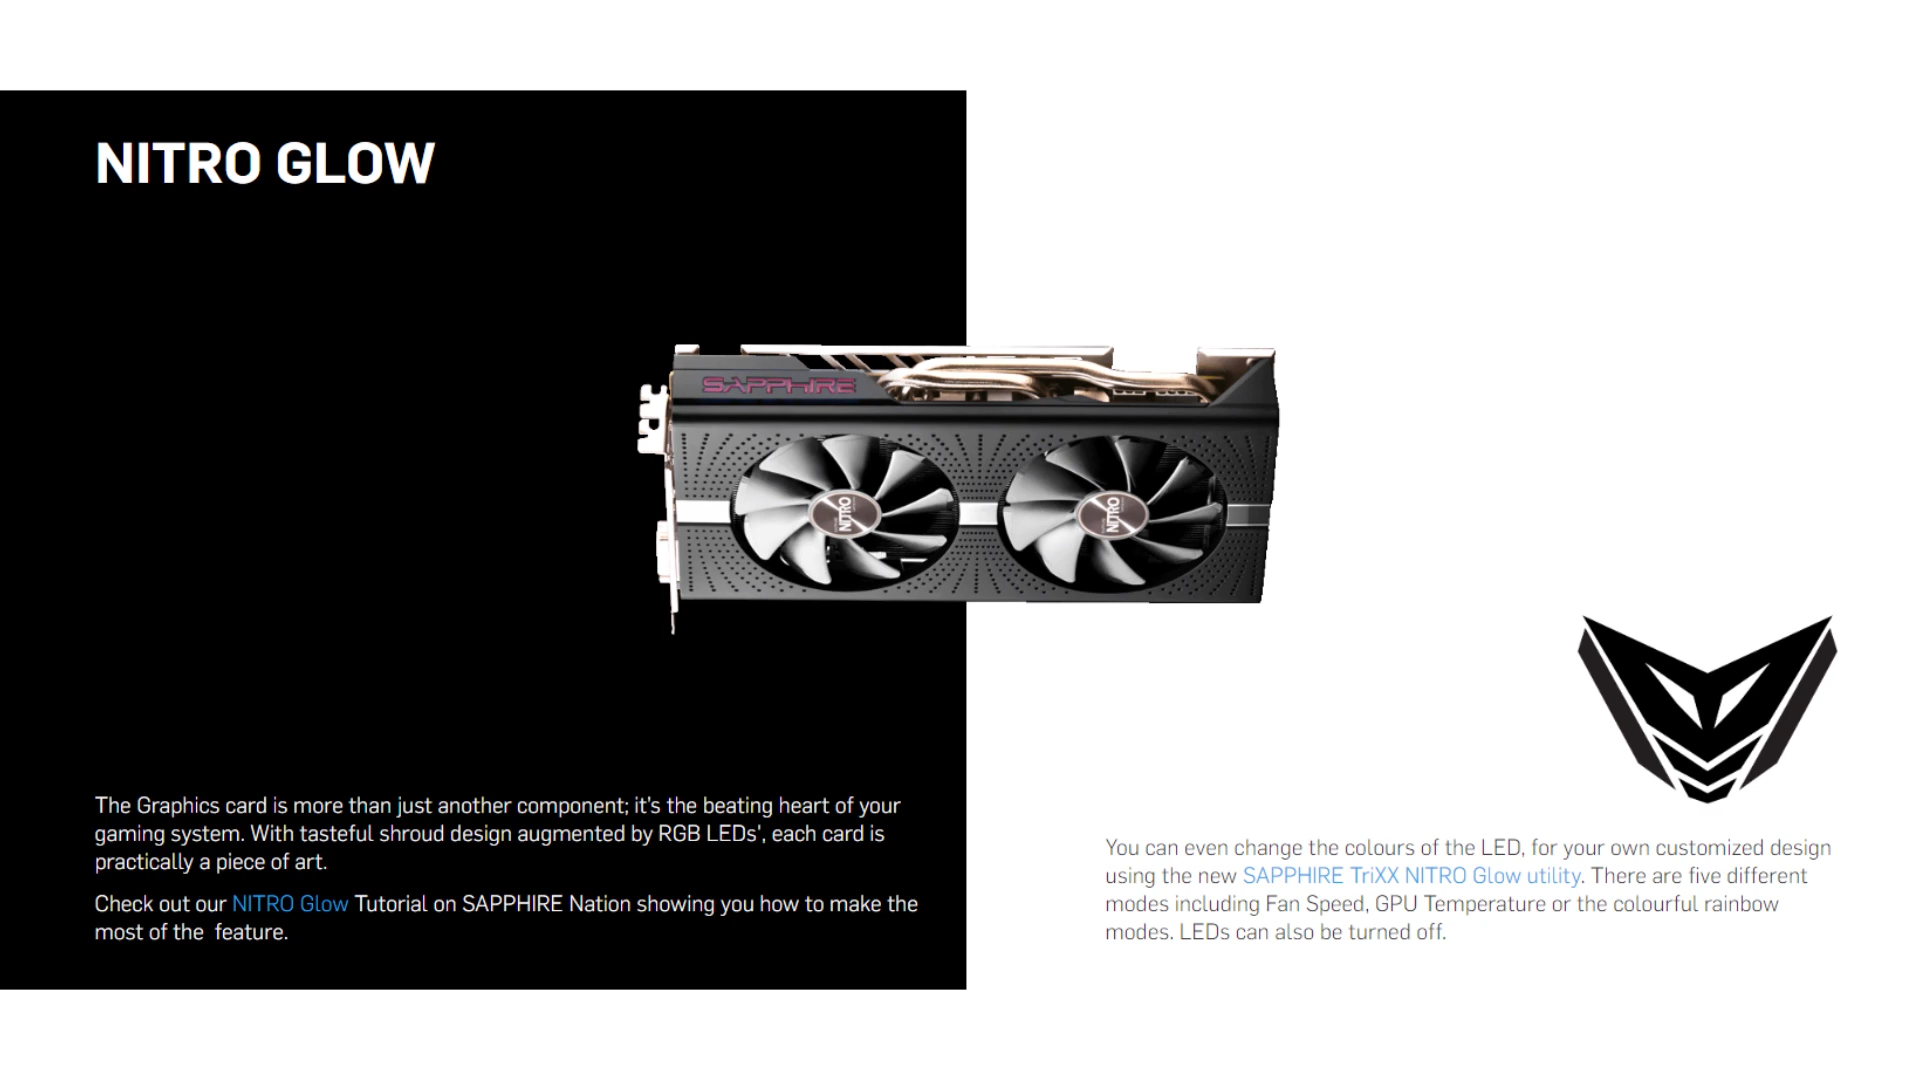 NITRO GLOW
SAPPHIRE
NITRO
NITRO
The Graphics card is more than just another component; it's the beating heart of your
gaming system. With tasteful shroud design augmented by RGB LEDs', each card is
practically a piece of art.
Check out our NITRO Glow Tutorial on SAPPHIRE Nation showing you how to make the
most of the  feature.
You can even change the colours of the LED, for your own customized design
using the new SAPPHIRE TriXX NITRO Glow utility. There are five different
modes including Fan Speed, GPU Temperature or the colourful rainbow
modes. LEDs can also be turned off.